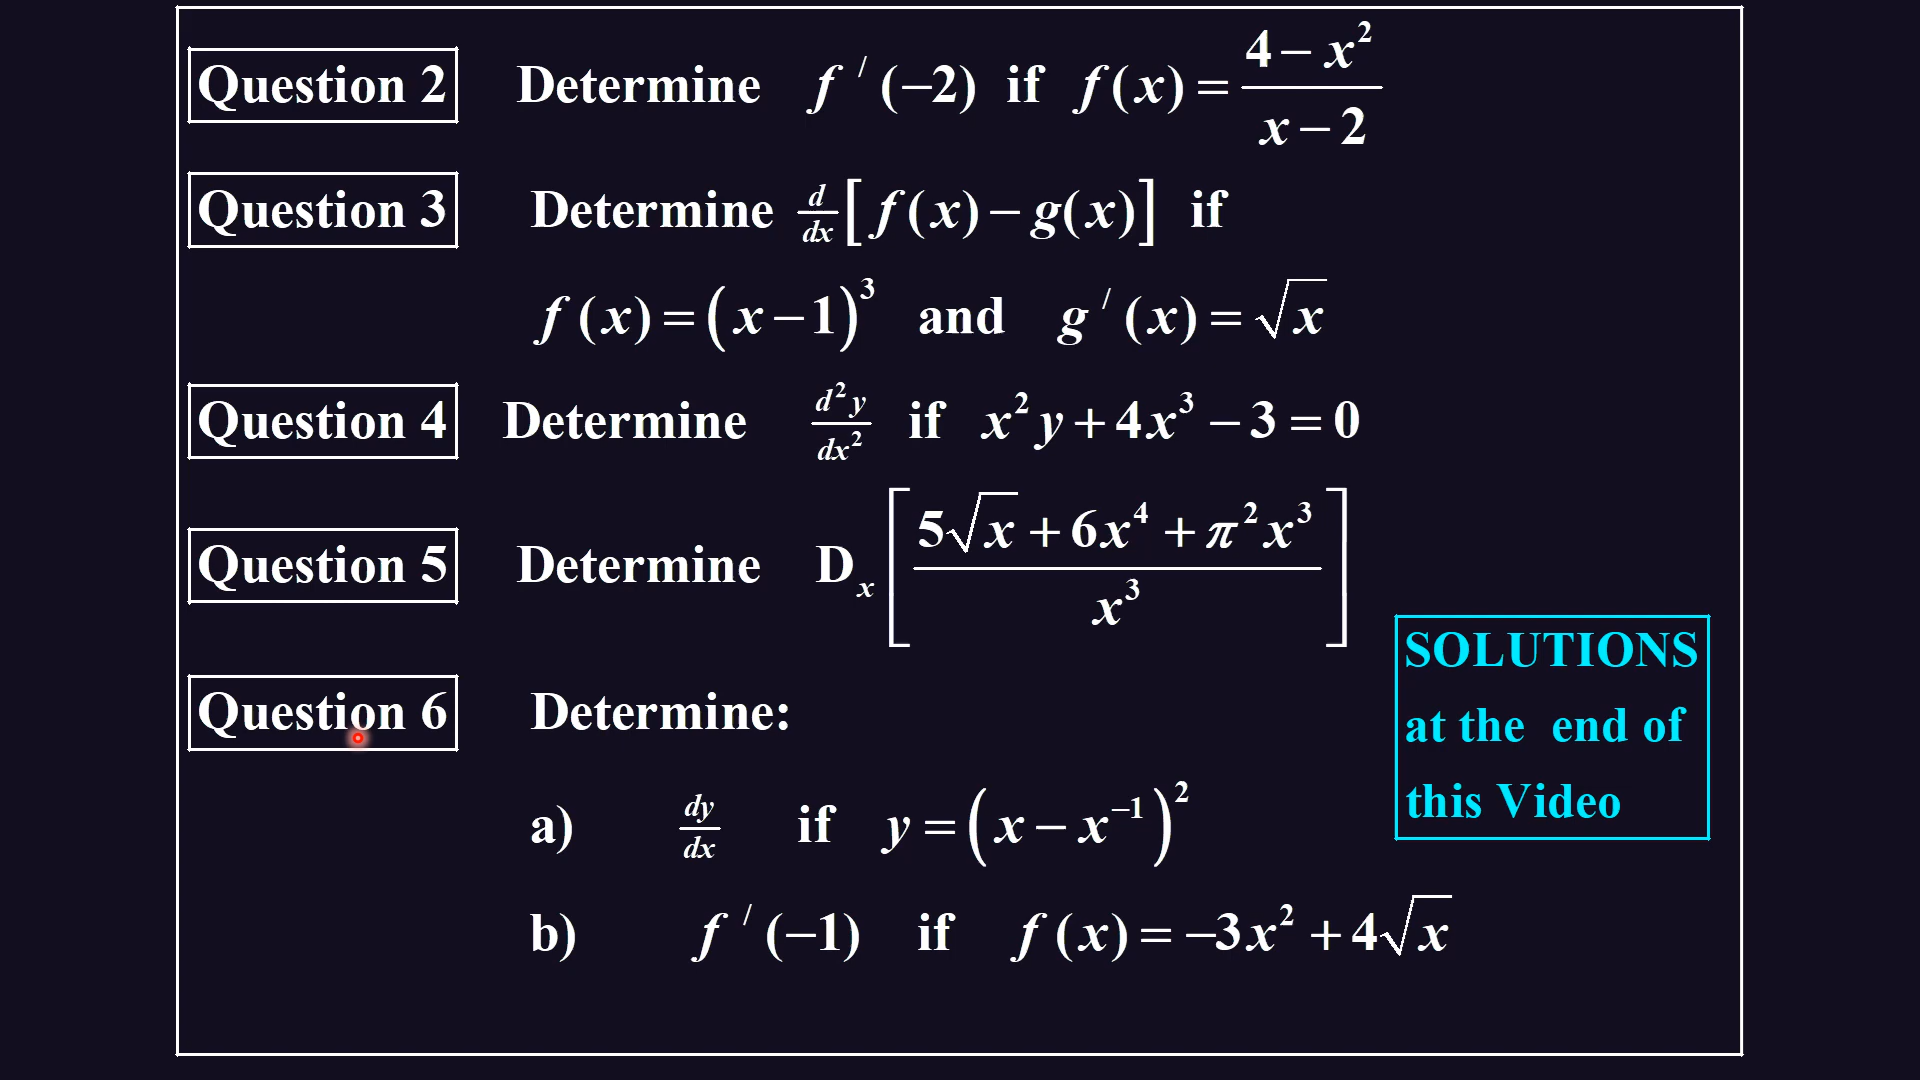 Question 2 Determine f ′(−2) if f(x) = (4 − x²)/(x − 2)
Question 3 Determine d/dx [f(x) − g(x)] if
f(x) = (x − 1)³ and g ′(x) = √x
Question 4 Determine d²y/dx² if x²y + 4x³ − 3 = 0
Question 5 Determine Dₓ [(5√x + 6x⁴ + π²x³)/x³]
Question 6 Determine:
a) dy/dx if y = (x − x⁻¹)²
b) f ′(−1) if f(x) = −3x² + 4√x
SOLUTIONS
at the end of
this Video